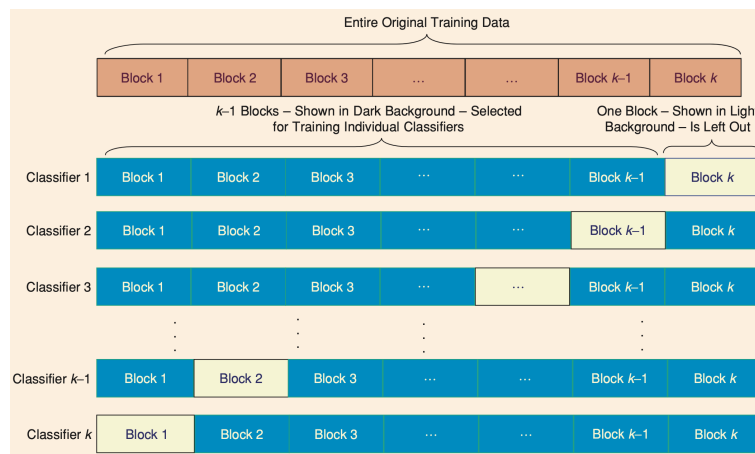 Entire Original Training Data
Block 1 Block 2 Block 3 ... ... Block k–1 Block k
k–1 Blocks – Shown in Dark Background – Selected
for Training Individual Classifiers
One Block – Shown in Ligh
Background – Is Left Out
Classifier 1 Block 1 Block 2 Block 3 ... ... Block k–1 Block k
Classifier 2 Block 1 Block 2 Block 3 ... ... Block k–1 Block k
Classifier 3 Block 1 Block 2 Block 3 ... ... Block k–1 Block k
Classifier k–1 Block 1 Block 2 Block 3 ... ... Block k–1 Block k
Classifier k Block 1 Block 2 Block 3 ... ... Block k–1 Block k